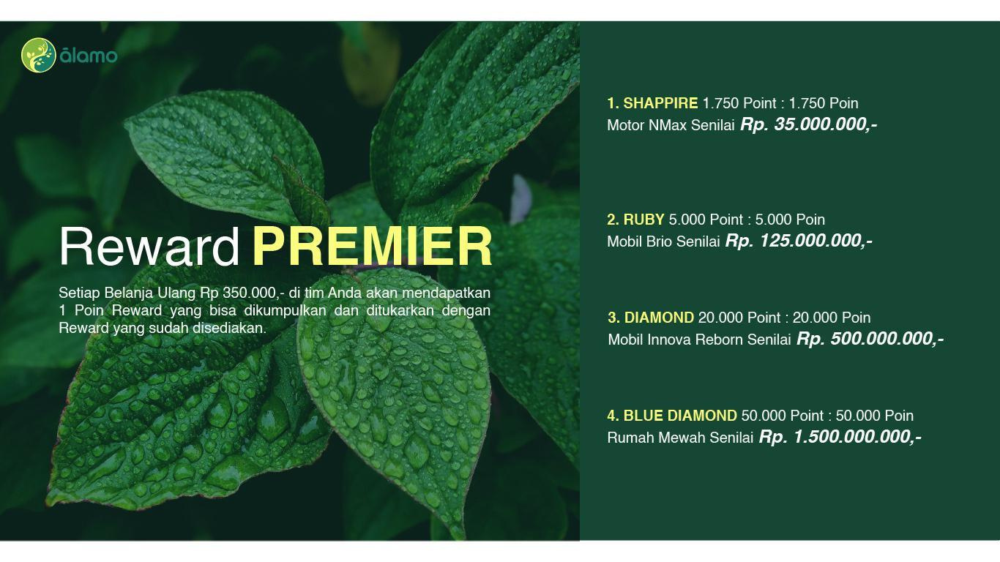 ālamo
Reward PREMIER
Setiap Belanja Ulang Rp 350.000,- di tim Anda akan mendapatkan
1 Poin Reward yang bisa dikumpulkan dan ditukarkan dengan
Reward yang sudah disediakan.
1. SHAPPIRE 1.750 Point : 1.750 Poin
Motor NMax Senilai Rp. 35.000.000,-
2. RUBY 5.000 Point : 5.000 Poin
Mobil Brio Senilai Rp. 125.000.000,-
3. DIAMOND 20.000 Point : 20.000 Poin
Mobil Innova Reborn Senilai Rp. 500.000.000,-
4. BLUE DIAMOND 50.000 Point : 50.000 Poin
Rumah Mewah Senilai Rp. 1.500.000.000,-